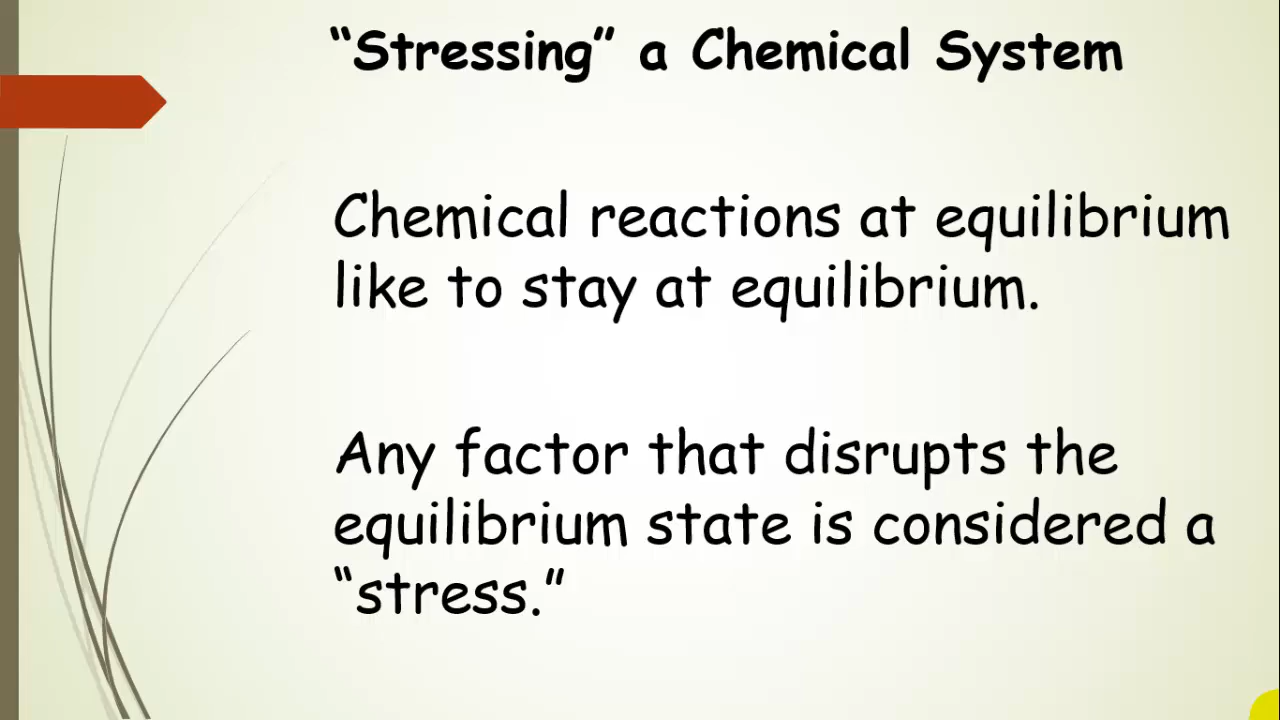 “Stressing” a Chemical System
Chemical reactions at equilibrium
like to stay at equilibrium.
Any factor that disrupts the
equilibrium state is considered a
“stress.”